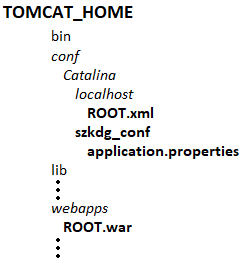 TOMCAT_HOME
bin
conf
Catalina
localhost
ROOT.xml
szkdg_conf
application.properties
lib
webapps
ROOT.war